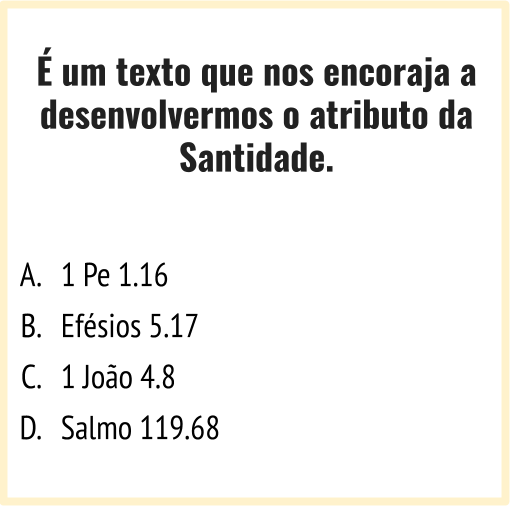 É um texto que nos encoraja a
desenvolvermos o atributo da
Santidade.
A. 1 Pe 1.16
B. Efésios 5.17
C. 1 João 4.8
D. Salmo 119.68